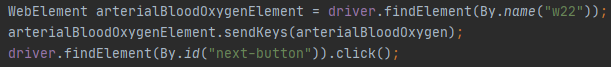 WebElement arterialBloodOxygenElement = driver.findElement(By.name("w22"));
arterialBloodOxygenElement.sendKeys(arterialBloodOxygen);
driver.findElement(By.id("next-button")).click();